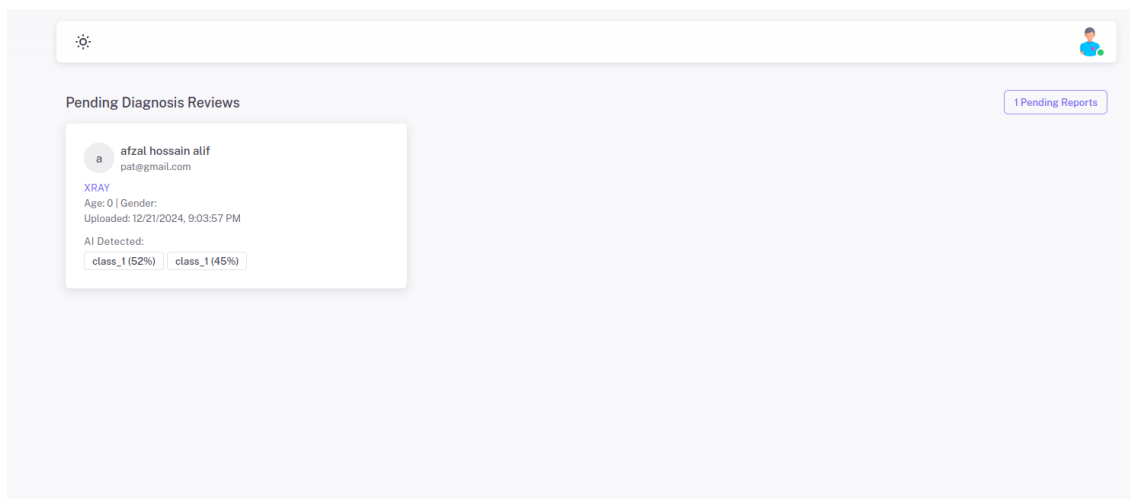 Pending Diagnosis Reviews
1 Pending Reports
a
afzal hossain alif
pat@gmail.com
XRAY
Age: 0 | Gender:
Uploaded: 12/21/2024, 9:03:57 PM
AI Detected:
class_1 (52%) class_1 (45%)